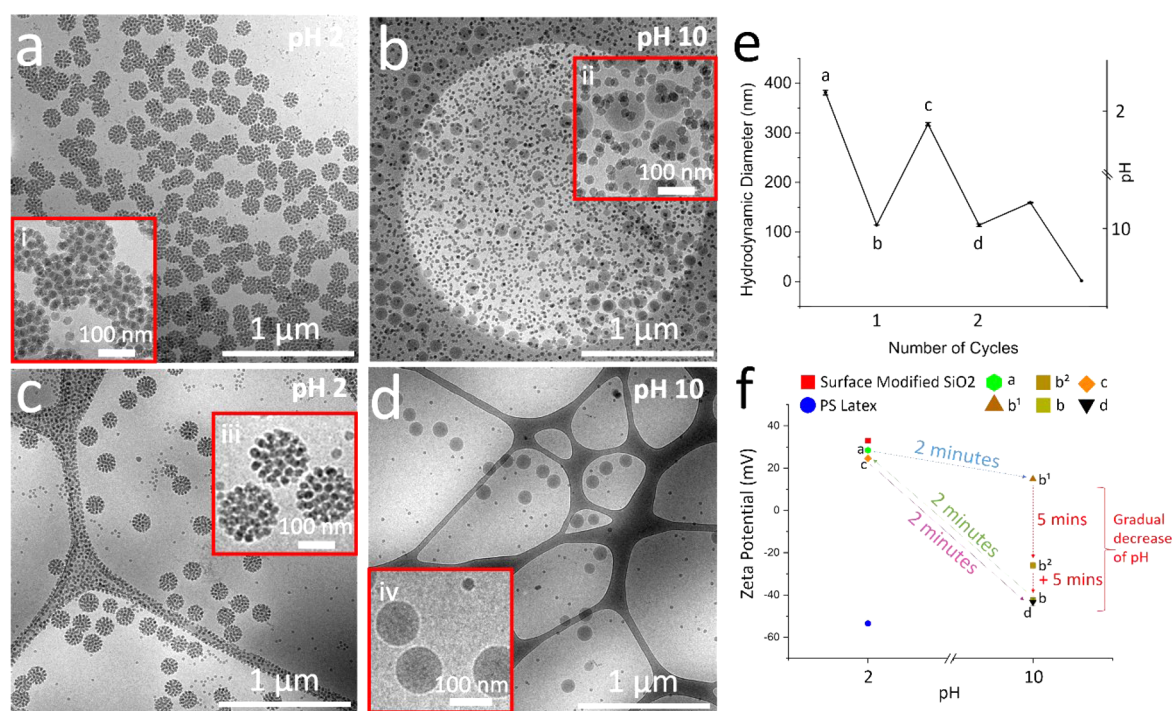 a
pH 2
i
100 nm
1 µm
b
pH 10
ii
100 nm
1 µm
c
pH 2
iii
100 nm
1 µm
d
pH 10
iv
100 nm
1 µm
e
Hydrodynamic Diameter (nm)
400
300
200
100
0
a
b
c
d
1
2
Number of Cycles
2
10
pH
f
Surface Modified SiO2
PS Latex
a
b¹
b²
b
c
d
Zeta Potential (mV)
40
20
0
-20
-40
-60
a
c
2 minutes
2 minutes
2 minutes
b¹
5 mins
b²
+ 5 mins
b
d
Gradual
decrease
of pH
2
10
pH